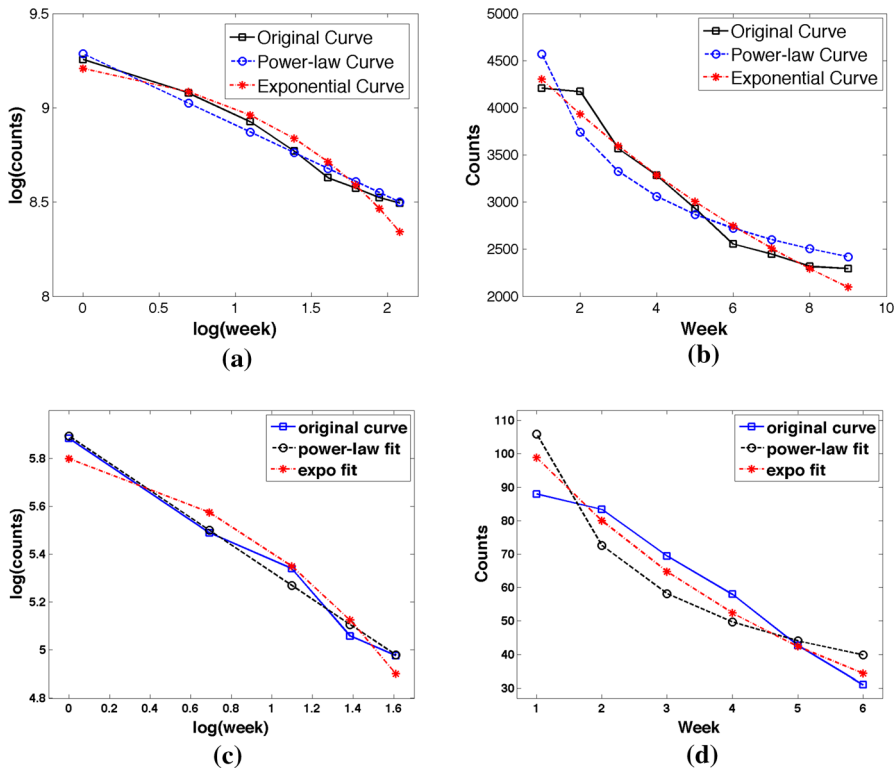 9.5
9
8.5
8
0
0.5
1
1.5
2
log(counts)
log(week)
Original Curve
Power-law Curve
Exponential Curve
(a)
5000
4500
4000
3500
3000
2500
2000
0
2
4
6
8
10
Counts
Week
Original Curve
Power-law Curve
Exponential Curve
(b)
5.8
5.6
5.4
5.2
5
4.8
0
0.2
0.4
0.6
0.8
1
1.2
1.4
1.6
log(counts)
log(week)
original curve
power-law fit
expo fit
(c)
110
100
90
80
70
60
50
40
30
1
2
3
4
5
6
Counts
Week
original curve
power-law fit
expo fit
(d)